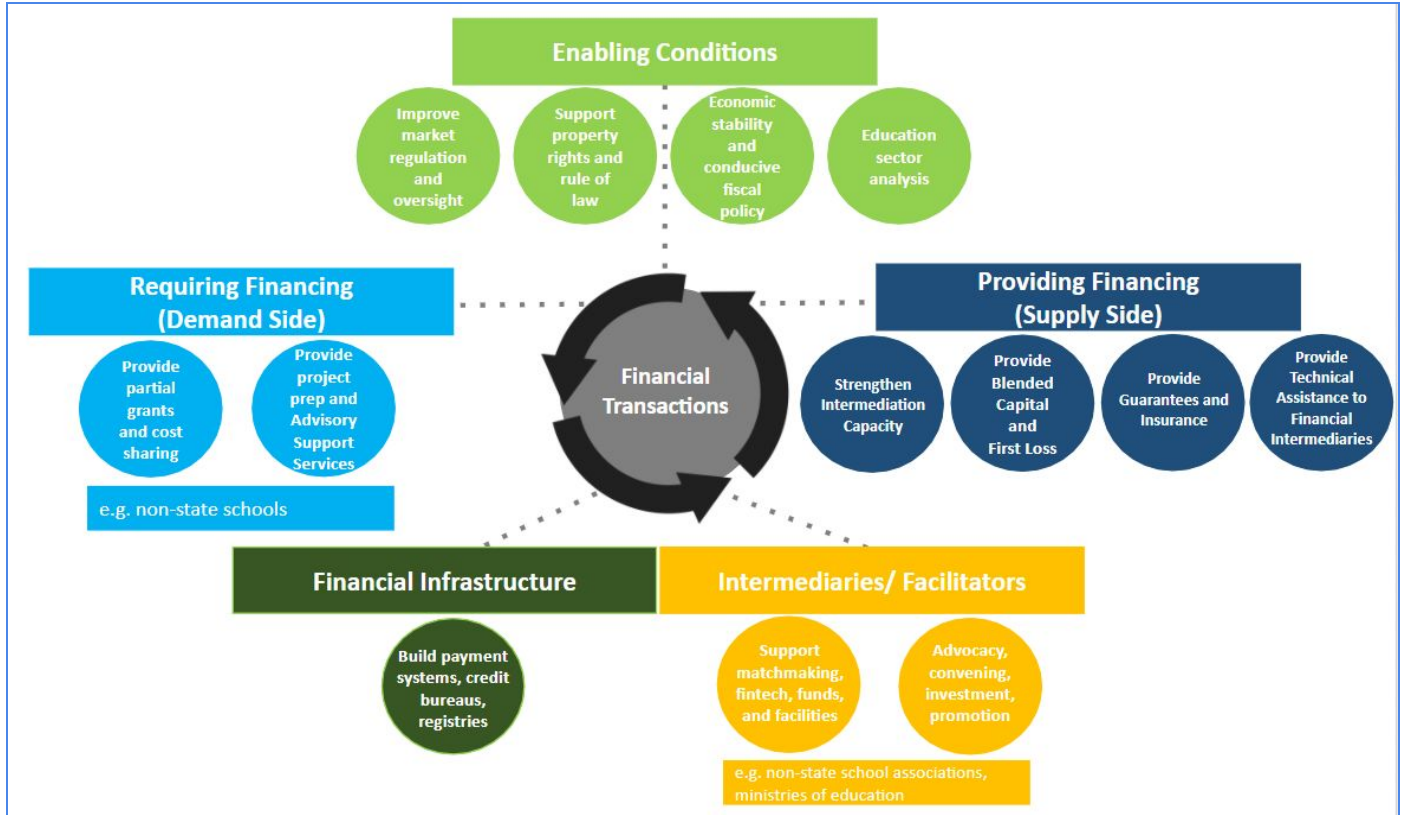 Enabling Conditions
Improve
market
regulation
and
oversight
Support
property
rights and
rule of
law
Economic
stability
and
conducive
fiscal
policy
Education
sector
analysis
Requiring Financing
(Demand Side)
Provide
partial
grants
and cost
sharing
Provide
project
prep and
Advisory
Support
Services
e.g. non-state schools
Financial
Transactions
Providing Financing
(Supply Side)
Strengthen
Intermediation
Capacity
Provide
Blended
Capital
and
First Loss
Provide
Guarantees and
Insurance
Provide
Technical
Assistance to
Financial
Intermediaries
Financial Infrastructure
Build payment
systems, credit
bureaus,
registries
Intermediaries/ Facilitators
Support
matchmaking,
fintech, funds,
and facilities
Advocacy,
convening,
investment,
promotion
e.g. non-state school associations,
ministries of education